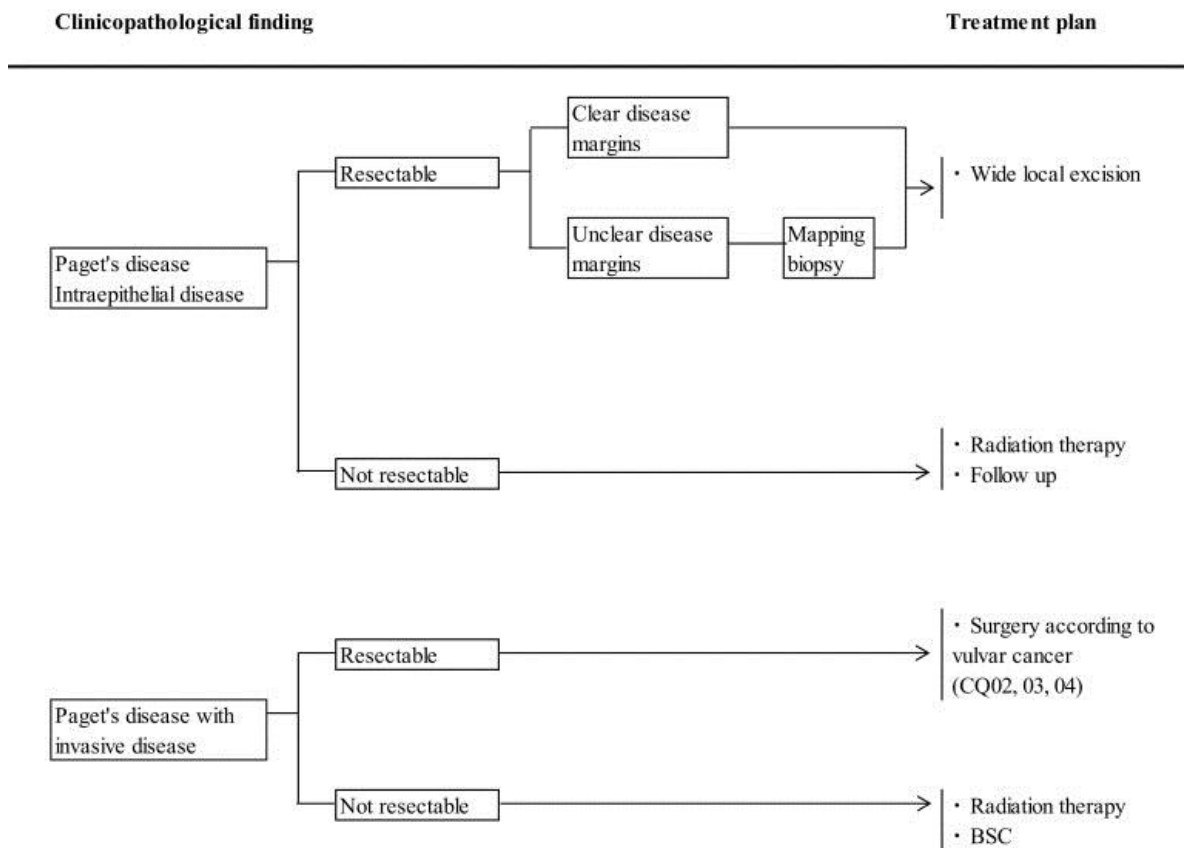 Clinicopathological finding
Treatment plan
Clear disease
margins
Resectable
・ Wide local excision
Unclear disease
margins
Mapping
biopsy
Paget's disease
Intraepithelial disease
Not resectable
・ Radiation therapy
・ Follow up
Resectable
・ Surgery according to
vulvar cancer
(CQ02, 03, 04)
Paget's disease with
invasive disease
Not resectable
・ Radiation therapy
・ BSC